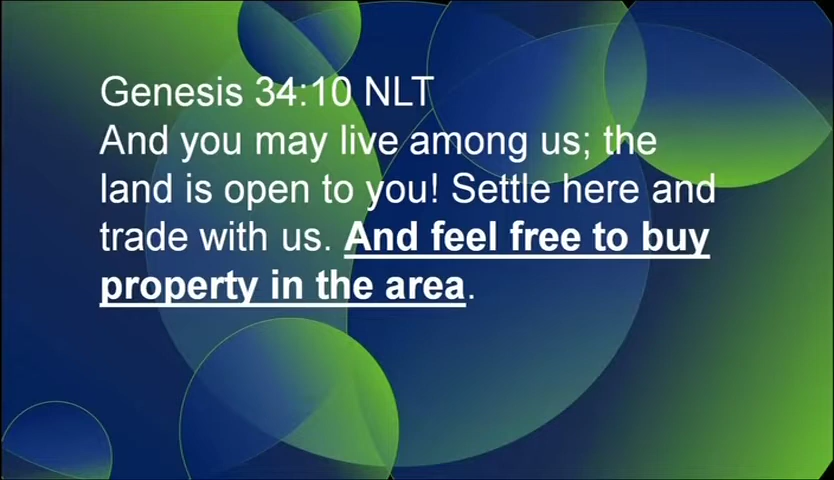 Genesis 34:10 NLT
And you may live among us; the
land is open to you! Settle here and
trade with us. And feel free to buy
property in the area.